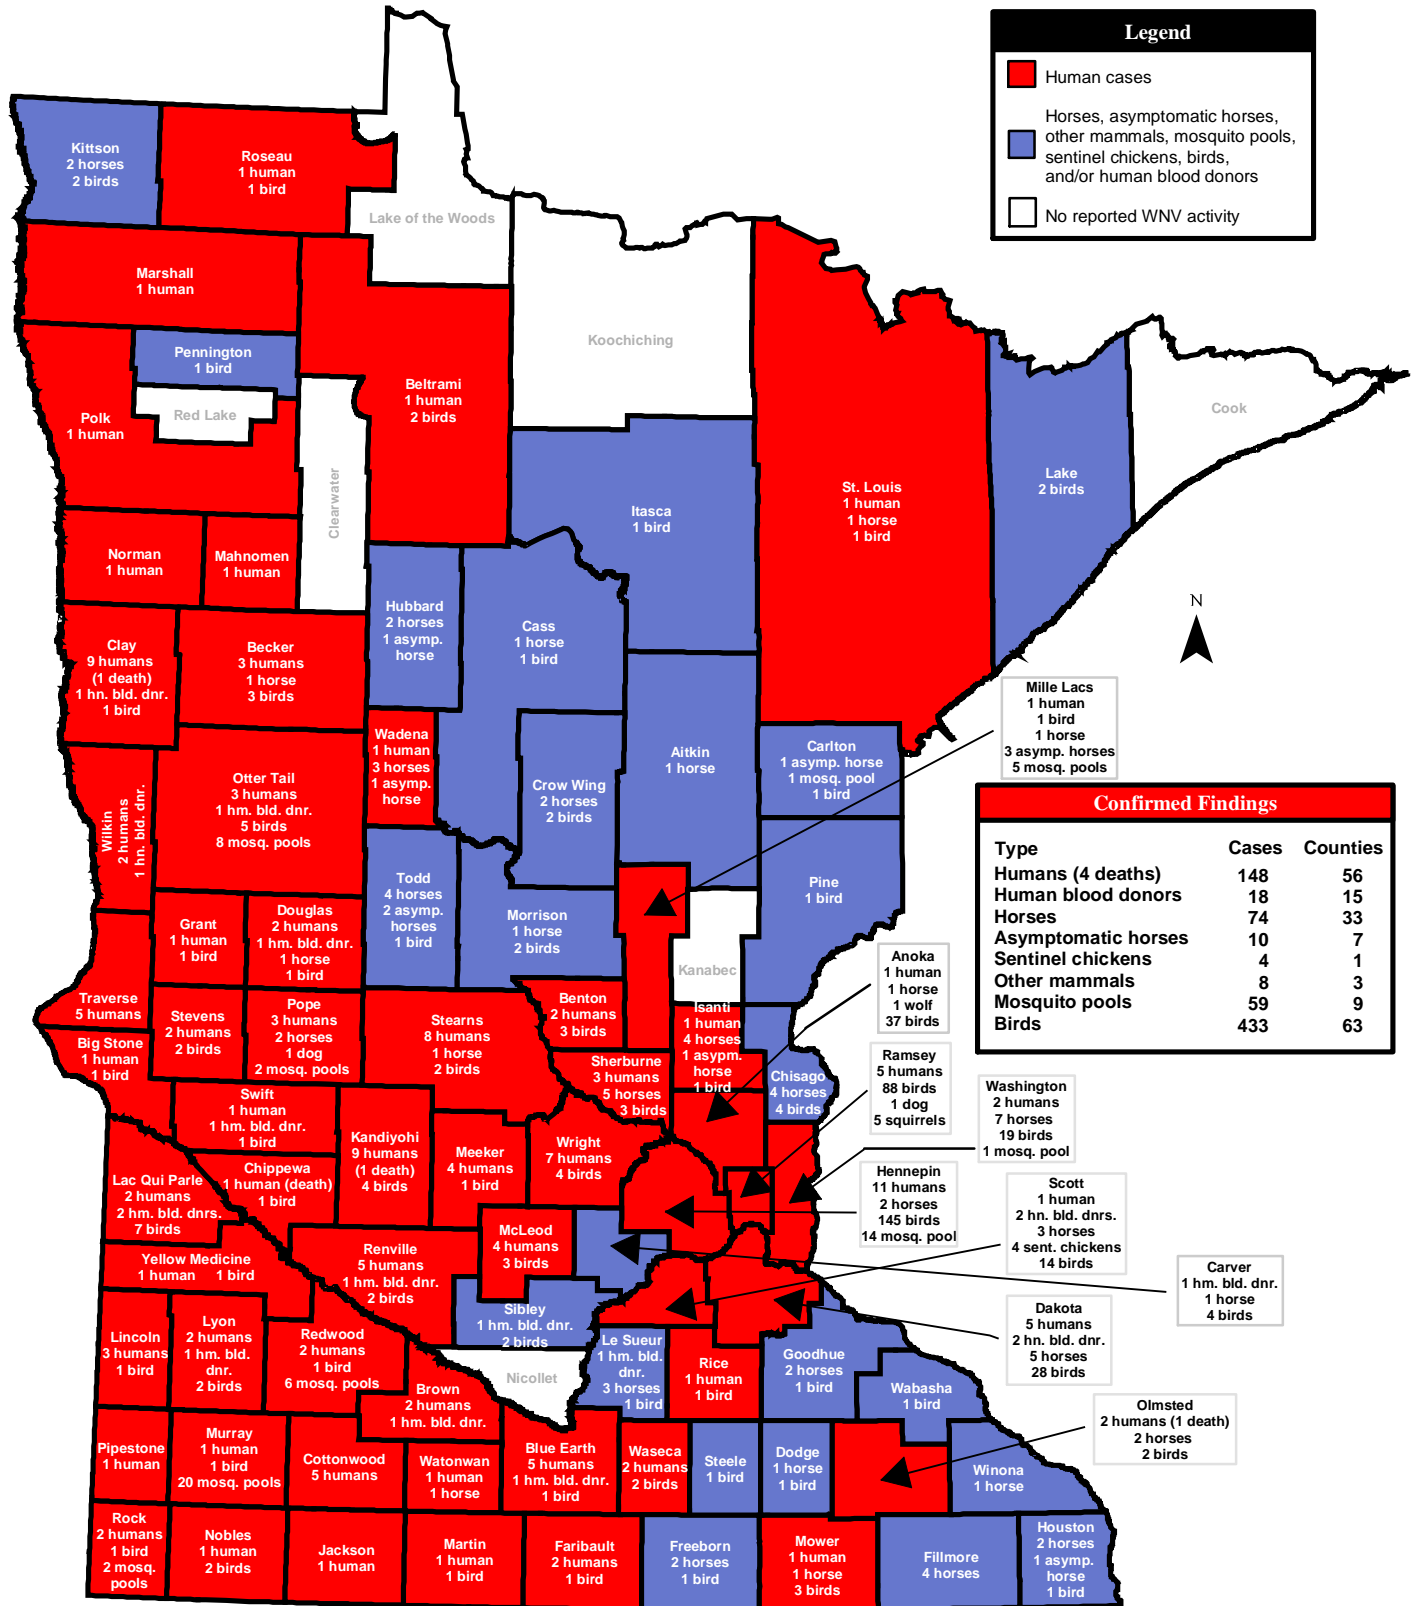 Legend
Human cases
Horses, asymptomatic horses,
other mammals, mosquito pools,
sentinel chickens, birds,
and/or human blood donors
No reported WNV activity
Kittson
2 horses
2 birds
Roseau
1 human
1 bird
Lake of the Woods
Marshall
1 human
Koochiching
Pennington
1 bird
Red Lake
Polk
1 human
Beltrami
1 human
2 birds
Clearwater
Cook
Lake
2 birds
St. Louis
1 human
1 horse
1 bird
Itasca
1 bird
Norman
1 human
Mahnomen
1 human
N
Hubbard
2 horses
1 asymp.
horse
Cass
1 horse
1 bird
Clay
9 humans
(1 death)
1 hn. bld. dnr.
1 bird
Becker
3 humans
1 horse
3 birds
Mille Lacs
1 human
1 bird
1 horse
3 asymp. horses
5 mosq. pools
Wadena
1 human
3 horses
1 asymp.
horse
Aitkin
1 horse
Carlton
1 asymp. horse
1 mosq. pool
1 bird
Otter Tail
3 humans
1 hm. bld. dnr.
5 birds
8 mosq. pools
Crow Wing
2 horses
2 birds
Wilkin
2 humans
1 hn. bld. dnr.
Confirmed Findings
Type Cases Counties
Humans (4 deaths) 148 56
Human blood donors 18 15
Horses 74 33
Asymptomatic horses 10 7
Sentinel chickens 4 1
Other mammals 8 3
Mosquito pools 59 9
Birds 433 63
Todd
4 horses
2 asymp.
horses
1 bird
Morrison
1 horse
2 birds
Pine
1 bird
Grant
1 human
1 bird
Douglas
2 humans
1 hm. bld. dnr.
1 horse
1 bird
Kanabec
Anoka
1 human
1 horse
1 wolf
37 birds
Traverse
5 humans
Stevens
2 humans
2 birds
Pope
3 humans
2 horses
1 dog
2 mosq. pools
Stearns
8 humans
1 horse
2 birds
Benton
2 humans
3 birds
Isanti
1 human
4 horses
1 asypm.
horse
1 bird
Big Stone
1 human
1 bird
Sherburne
3 humans
5 horses
3 birds
Chisago
4 horses
4 birds
Ramsey
5 humans
88 birds
1 dog
5 squirrels
Washington
2 humans
7 horses
19 birds
1 mosq. pool
Swift
1 human
1 hm. bld. dnr.
1 bird
Kandiyohi
9 humans
(1 death)
4 birds
Meeker
4 humans
1 bird
Wright
7 humans
4 birds
Chippewa
1 human (death)
1 bird
Lac Qui Parle
2 humans
2 hm. bld. dnrs.
7 birds
Hennepin
11 humans
2 horses
145 birds
14 mosq. pool
Scott
1 human
2 hn. bld. dnrs.
3 horses
4 sent. chickens
14 birds
McLeod
4 humans
3 birds
Renville
5 humans
1 hm. bld. dnr.
2 birds
Yellow Medicine
1 human 1 bird
Carver
1 hm. bld. dnr.
1 horse
4 birds
Sibley
1 hm. bld. dnr.
2 birds
Dakota
5 humans
2 hn. bld. dnr.
5 horses
28 birds
Lincoln
3 humans
1 bird
Lyon
2 humans
1 hm. bld.
dnr.
2 birds
Redwood
2 humans
1 bird
6 mosq. pools
Le Sueur
1 hm. bld.
dnr.
3 horses
1 bird
Rice
1 human
1 bird
Goodhue
2 horses
1 bird
Nicollet
Brown
2 humans
1 hm. bld. dnr.
Wabasha
1 bird
Olmsted
2 humans (1 death)
2 horses
2 birds
Pipestone
1 human
Murray
1 human
1 bird
20 mosq. pools
Cottonwood
5 humans
Watonwan
1 human
1 horse
Blue Earth
5 humans
1 hm. bld. dnr.
1 bird
Waseca
2 humans
2 birds
Steele
1 bird
Dodge
1 horse
1 bird
Winona
1 horse
Rock
2 humans
1 bird
2 mosq.
pools
Nobles
1 human
2 birds
Jackson
1 human
Martin
1 human
1 bird
Faribault
2 humans
1 bird
Freeborn
2 horses
1 bird
Mower
1 human
1 horse
3 birds
Fillmore
4 horses
Houston
2 horses
1 asymp.
horse
1 bird